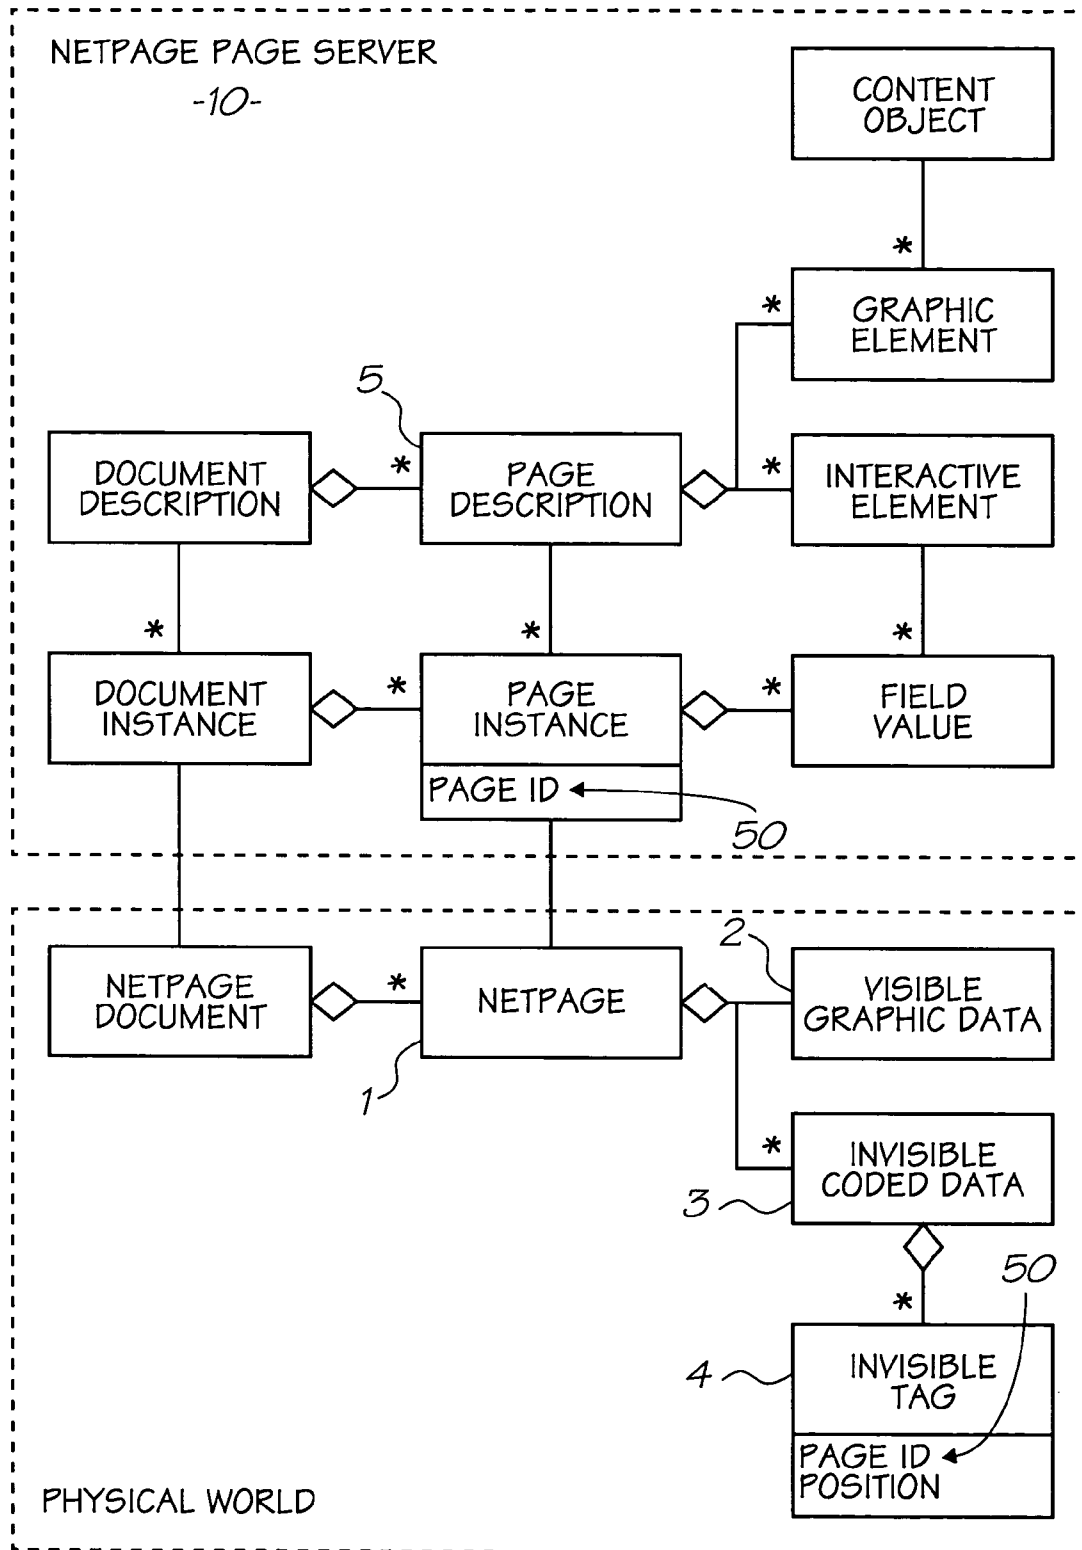 NETPAGE PAGE SERVER
-10-
CONTENT
OBJECT
*
GRAPHIC
ELEMENT
*
5
DOCUMENT
DESCRIPTION
*
PAGE
DESCRIPTION
*
INTERACTIVE
ELEMENT
*
*
*
DOCUMENT
INSTANCE
*
PAGE
INSTANCE
*
FIELD
VALUE
PAGE ID
50
NETPAGE
DOCUMENT
*
NETPAGE
1
2
VISIBLE
GRAPHIC DATA
*
INVISIBLE
CODED DATA
3
*
50
4
INVISIBLE
TAG
PAGE ID
POSITION
PHYSICAL WORLD